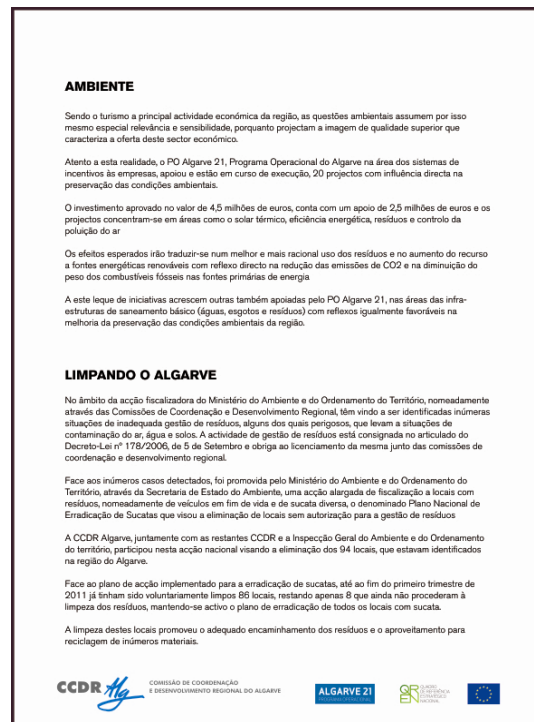 AMBIENTE
Sendo o turismo a principal actividade económica da região, as questões ambientais assumem por isso
mesmo especial relevância e sensibilidade, porquanto projectam a imagem de qualidade superior que
caracteriza a oferta deste sector económico.
Atento a esta realidade, o PO Algarve 21, Programa Operacional do Algarve na área dos sistemas de
incentivos às empresas, apoiou e estão em curso de execução, 20 projectos com influência directa na
preservação das condições ambientais.
O investimento aprovado no valor de 4,5 milhões de euros, conta com um apoio de 2,5 milhões de euros e os
projectos concentram-se em áreas como o solar térmico, eficiência energética, resíduos e controlo da
poluição do ar
Os efeitos esperados irão traduzir-se num melhor e mais racional uso dos resíduos e no aumento do recurso
a fontes energéticas renováveis com reflexo directo na redução das emissões de CO2 e na diminuição do
peso dos combustíveis fósseis nas fontes primárias de energia
A este leque de iniciativas acrescem outras também apoiadas pelo PO Algarve 21, nas áreas das infra-
estruturas de saneamento básico (águas, esgotos e resíduos) com reflexos igualmente favoráveis na
melhoria da preservação das condições ambientais da região.
LIMPANDO O ALGARVE
No âmbito da acção fiscalizadora do Ministério do Ambiente e do Ordenamento do Território, nomeadamente
através das Comissões de Coordenação e Desenvolvimento Regional, têm vindo a ser identificadas inúmeras
situações de inadequada gestão de resíduos, alguns dos quais perigosos, que levam a situações de
contaminação do ar, água e solos. A actividade de gestão de resíduos está consignada no articulado do
Decreto-Lei nº 178/2006, de 5 de Setembro e obriga ao licenciamento da mesma junto das comissões de
coordenação e desenvolvimento regional.
Face aos inúmeros casos detectados, foi promovida pelo Ministério do Ambiente e do Ordenamento do
Território, através da Secretaria de Estado do Ambiente, uma acção alargada de fiscalização a locais com
resíduos, nomeadamente de veículos em fim de vida e de sucata diversa, o denominado Plano Nacional de
Erradicação de Sucatas que visou a eliminação de locais sem autorização para a gestão de resíduos
A CCDR Algarve, juntamente com as restantes CCDR e a Inspecção Geral do Ambiente e do Ordenamento
do território, participou nesta acção nacional visando a eliminação dos 94 locais, que estavam identificados
na região do Algarve.
Face ao plano de acção implementado para a erradicação de sucatas, até ao fim do primeiro trimestre de
2011 já tinham sido voluntariamente limpos 86 locais, restando apenas 8 que ainda não procederam à
limpeza dos resíduos, mantendo-se activo o plano de erradicação de todos os locais com sucata.
A limpeza destes locais promoveu o adequado encaminhamento dos resíduos e o aproveitamento para
reciclagem de inúmeros materiais.
CCDR Alg
COMISSÃO DE COORDENAÇÃO
E DESENVOLVIMENTO REGIONAL DO ALGARVE
ALGARVE 21
PROGRAMA OPERACIONAL
QREN
QUADRO
DE REFERÊNCIA
ESTRATÉGICO
NACIONAL